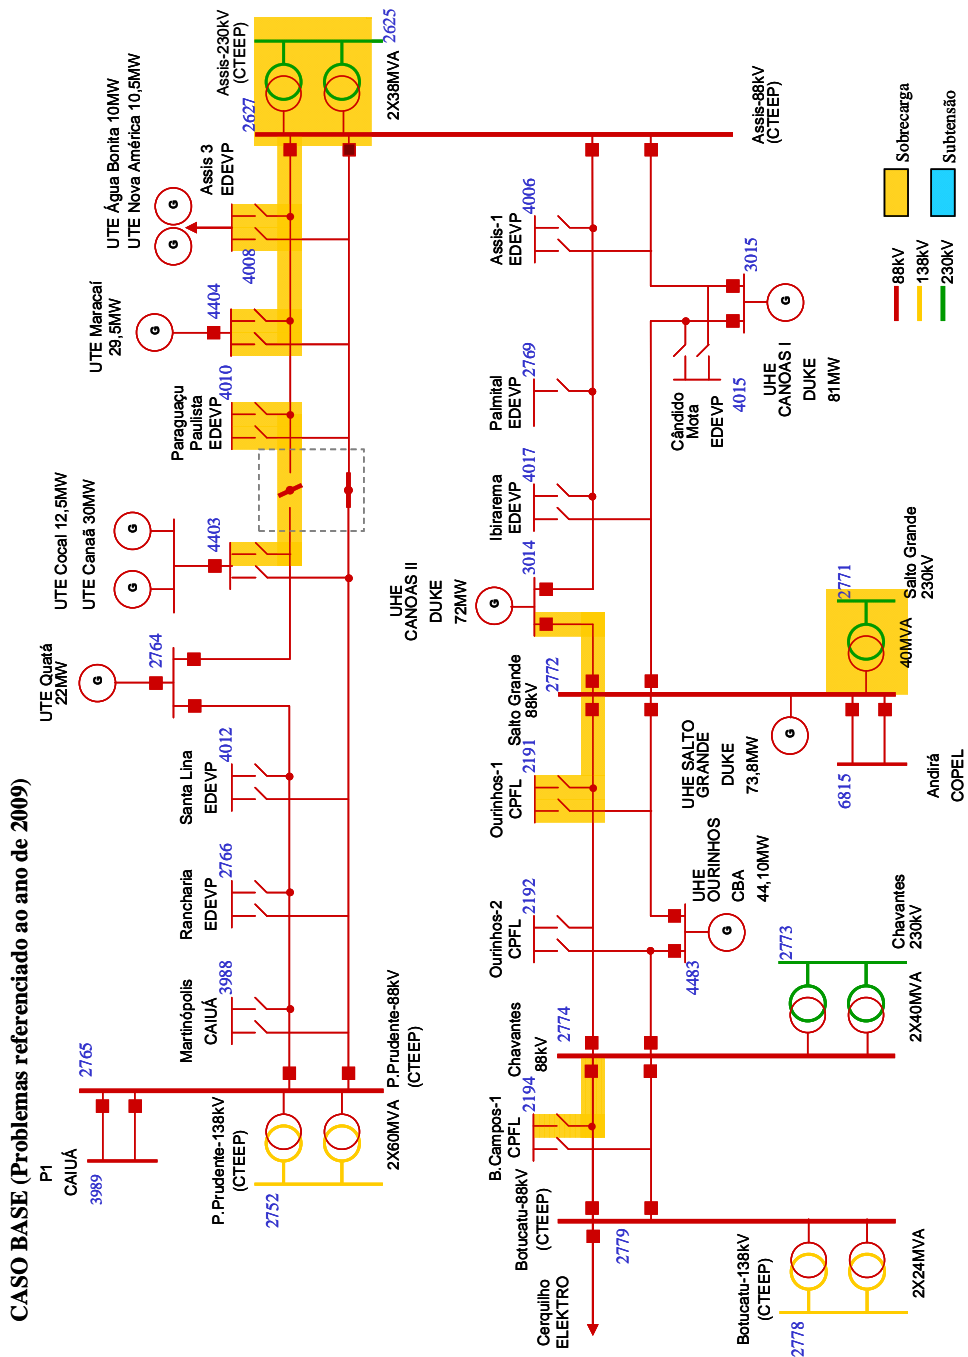 CASO BASE (Problemas referenciado ao ano de 2009)
P1
CAIUÁ
3989
2765
P.Prudente-138kV
(CTEEP)
2752
2X60MVA
P.Prudente-88kV
(CTEEP)
Martinópolis
CAIUÁ
3988
Rancharia
EDEVP
2766
Santa Lina
EDEVP
4012
UTE Quatá
22MW
G
2764
UTE Cocal 12,5MW
UTE Canaã 30MW
G
G
4403
Paraguaçu
Paulista
EDEVP
4010
UTE Maracaí
29,5MW
G
4404
UTE Água Bonita 10MW
UTE Nova América 10,5MW
G
G
Assis 3
EDEVP
4008
Assis-230kV
(CTEEP)
2627
2625
2X38MVA
Cerquilho
ELEKTRO
Botucatu-88kV
(CTEEP)
2779
Botucatu-138kV
(CTEEP)
2778
2X24MVA
B.Campos-1
CPFL
2194
Chavantes
88kV
2774
2773
Chavantes
230kV
2X40MVA
Ourinhos-2
CPFL
2192
UHE
OURINHOS
CBA
44,10MW
G
4483
Ourinhos-1
CPFL
2191
Salto Grande
88kV
2772
UHE SALTO
GRANDE
DUKE
73,8MW
G
6815
Andirá
COPEL
2771
Salto Grande
230kV
40MVA
UHE
CANOAS II
DUKE
72MW
G
3014
Ibirarema
EDEVP
4017
Palmital
EDEVP
2769
Cândido
Mota
EDEVP
4015
UHE
CANOAS I
DUKE
81MW
G
3015
Assis-1
EDEVP
4006
Assis-88kV
(CTEEP)
88kV
138kV
230kV
Sobrecarga
Subtensão